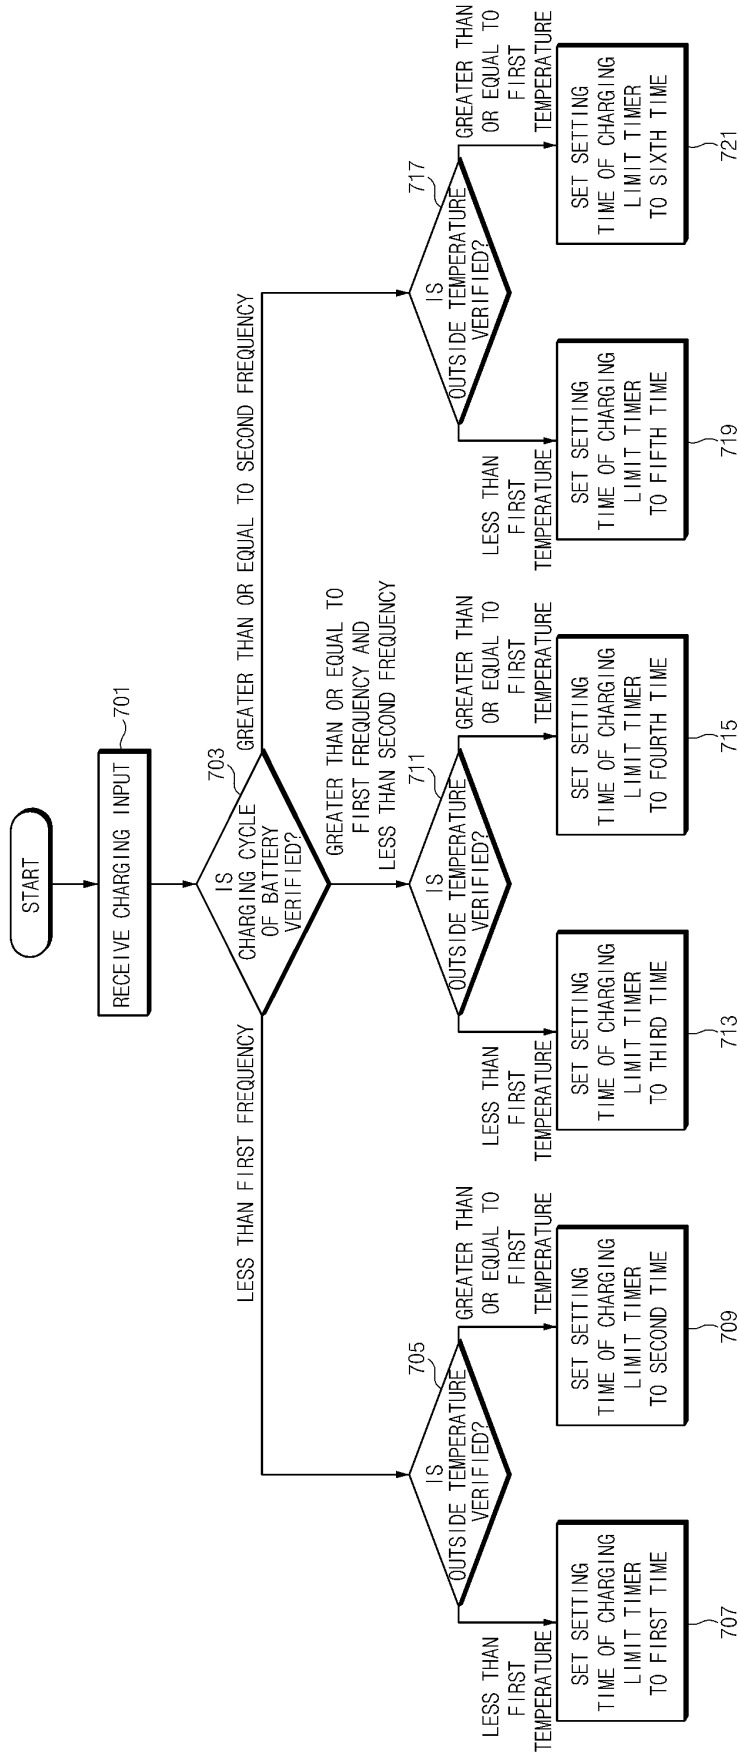 START
RECEIVE CHARGING INPUT
701
IS
CHARGING CYCLE
OF BATTERY
VERIFIED?
703
LESS THAN FIRST FREQUENCY
GREATER THAN OR EQUAL TO
FIRST FREQUENCY AND
LESS THAN SECOND FREQUENCY
GREATER THAN OR EQUAL TO SECOND FREQUENCY
IS
OUTSIDE TEMPERATURE
VERIFIED?
705
LESS THAN
FIRST
TEMPERATURE
GREATER THAN
OR EQUAL TO
FIRST
TEMPERATURE
SET SETTING
TIME OF CHARGING
LIMIT TIMER
TO FIRST TIME
707
SET SETTING
TIME OF CHARGING
LIMIT TIMER
TO SECOND TIME
709
IS
OUTSIDE TEMPERATURE
VERIFIED?
711
LESS THAN
FIRST
TEMPERATURE
GREATER THAN
OR EQUAL TO
FIRST
TEMPERATURE
SET SETTING
TIME OF CHARGING
LIMIT TIMER
TO THIRD TIME
713
SET SETTING
TIME OF CHARGING
LIMIT TIMER
TO FOURTH TIME
715
IS
OUTSIDE TEMPERATURE
VERIFIED?
717
LESS THAN
FIRST
TEMPERATURE
GREATER THAN
OR EQUAL TO
FIRST
TEMPERATURE
SET SETTING
TIME OF CHARGING
LIMIT TIMER
TO FIFTH TIME
719
SET SETTING
TIME OF CHARGING
LIMIT TIMER
TO SIXTH TIME
721